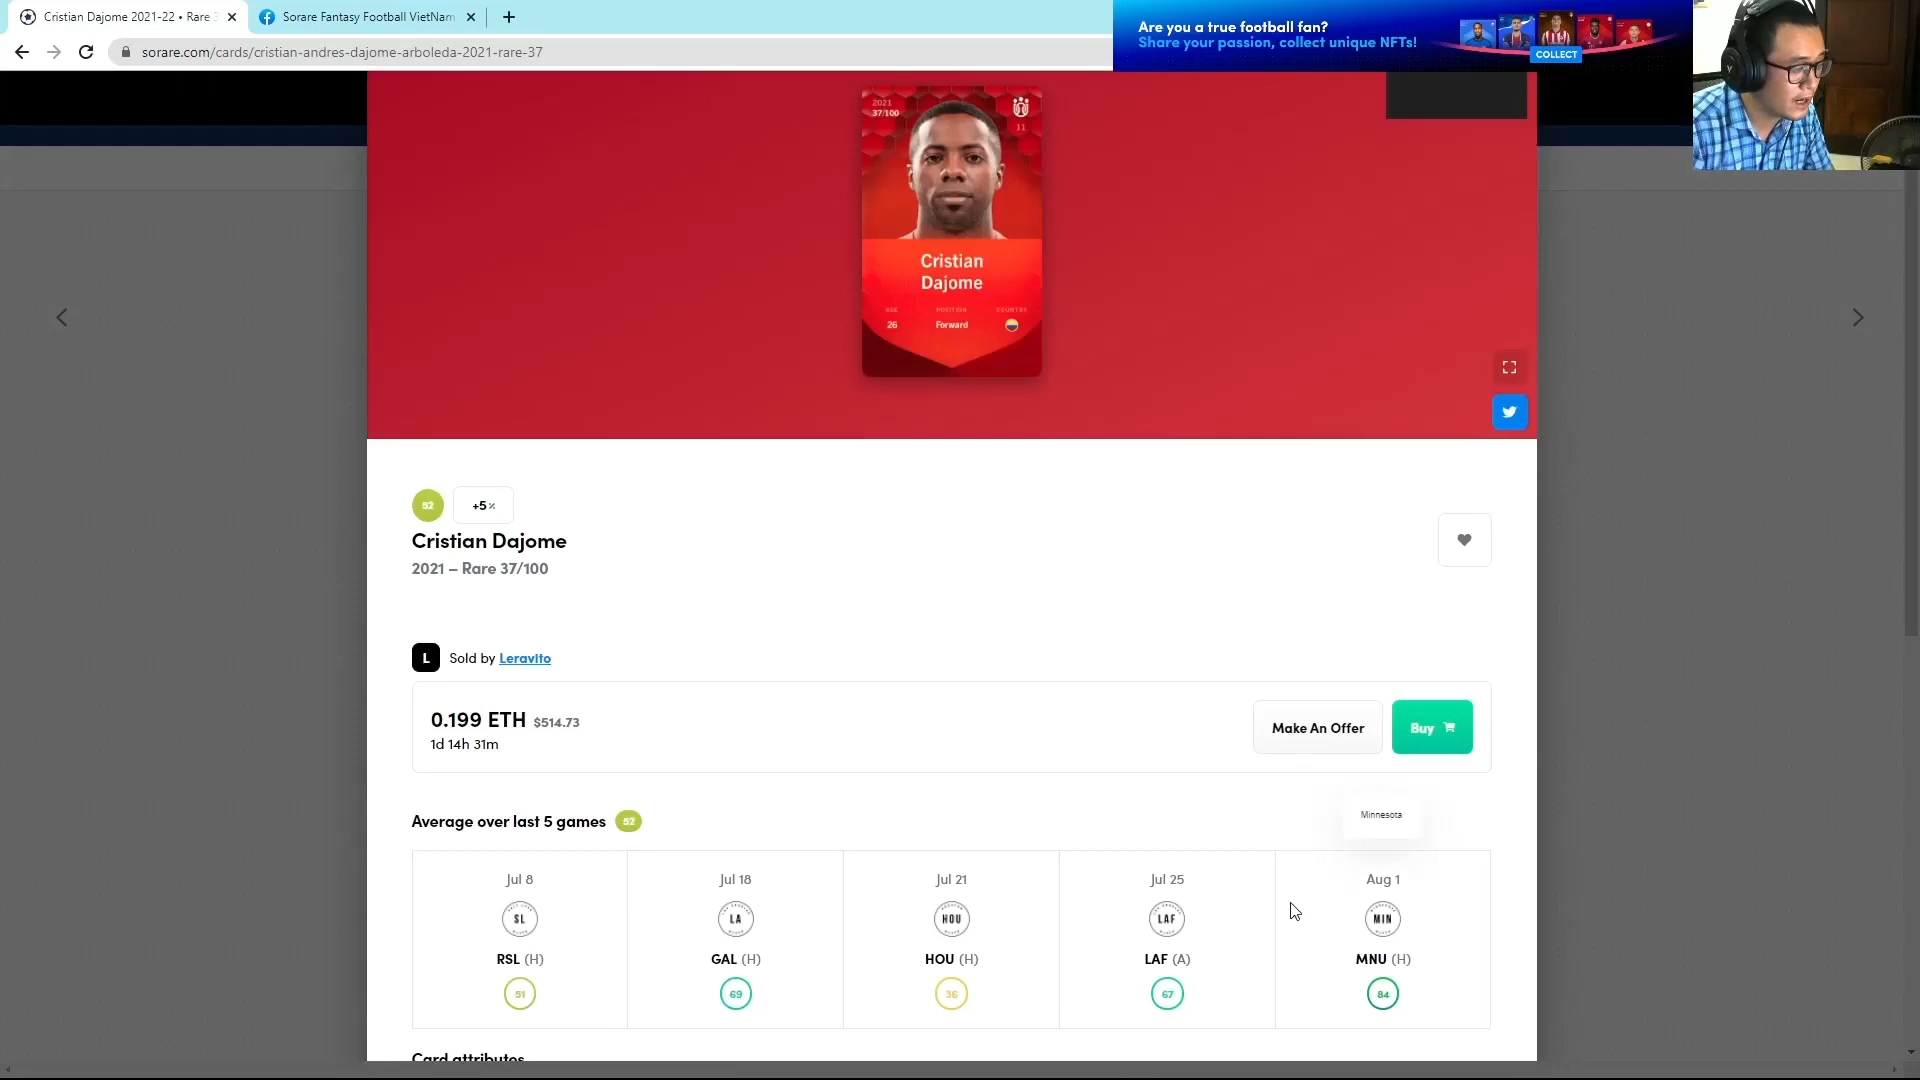 Cristian Dajome 2021-22 • Rare 3
Sorare Fantasy Football VietNam
sorare.com/cards/cristian-andres-dajome-arboleda-2021-rare-37
Are you a true football fan?
Share your passion, collect unique NFTs!
COLLECT
2021
37/100
11
Cristian
Dajome
AGE POSITION COUNTRY
26 Forward
52 +5%
Cristian Dajome
2021 – Rare 37/100
L Sold by Leravito
0.199 ETH $514.73
1d 14h 31m
Make An Offer
Buy
Average over last 5 games 52
Minnesota
Jul 8 Jul 18 Jul 21 Jul 25 Aug 1
SL LA HOU LAF MIN
RSL (H) GAL (H) HOU (H) LAF (A) MNU (H)
51 69 36 67 84
Card attributes